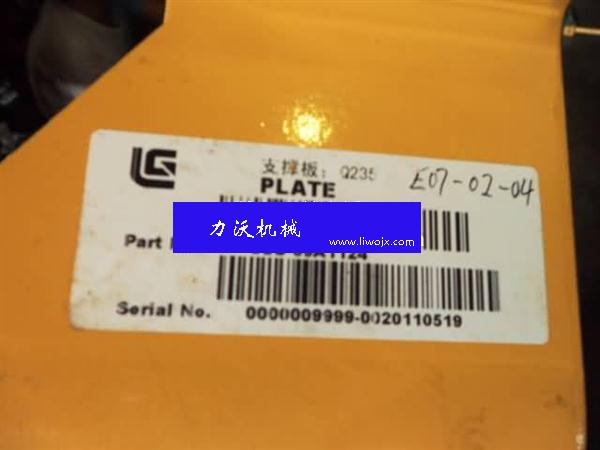 支撑板: Q235
E07-02-04
PLATE
力沃机械
www.liwojx.com
Part
Serial No. 0000009999-0020110519